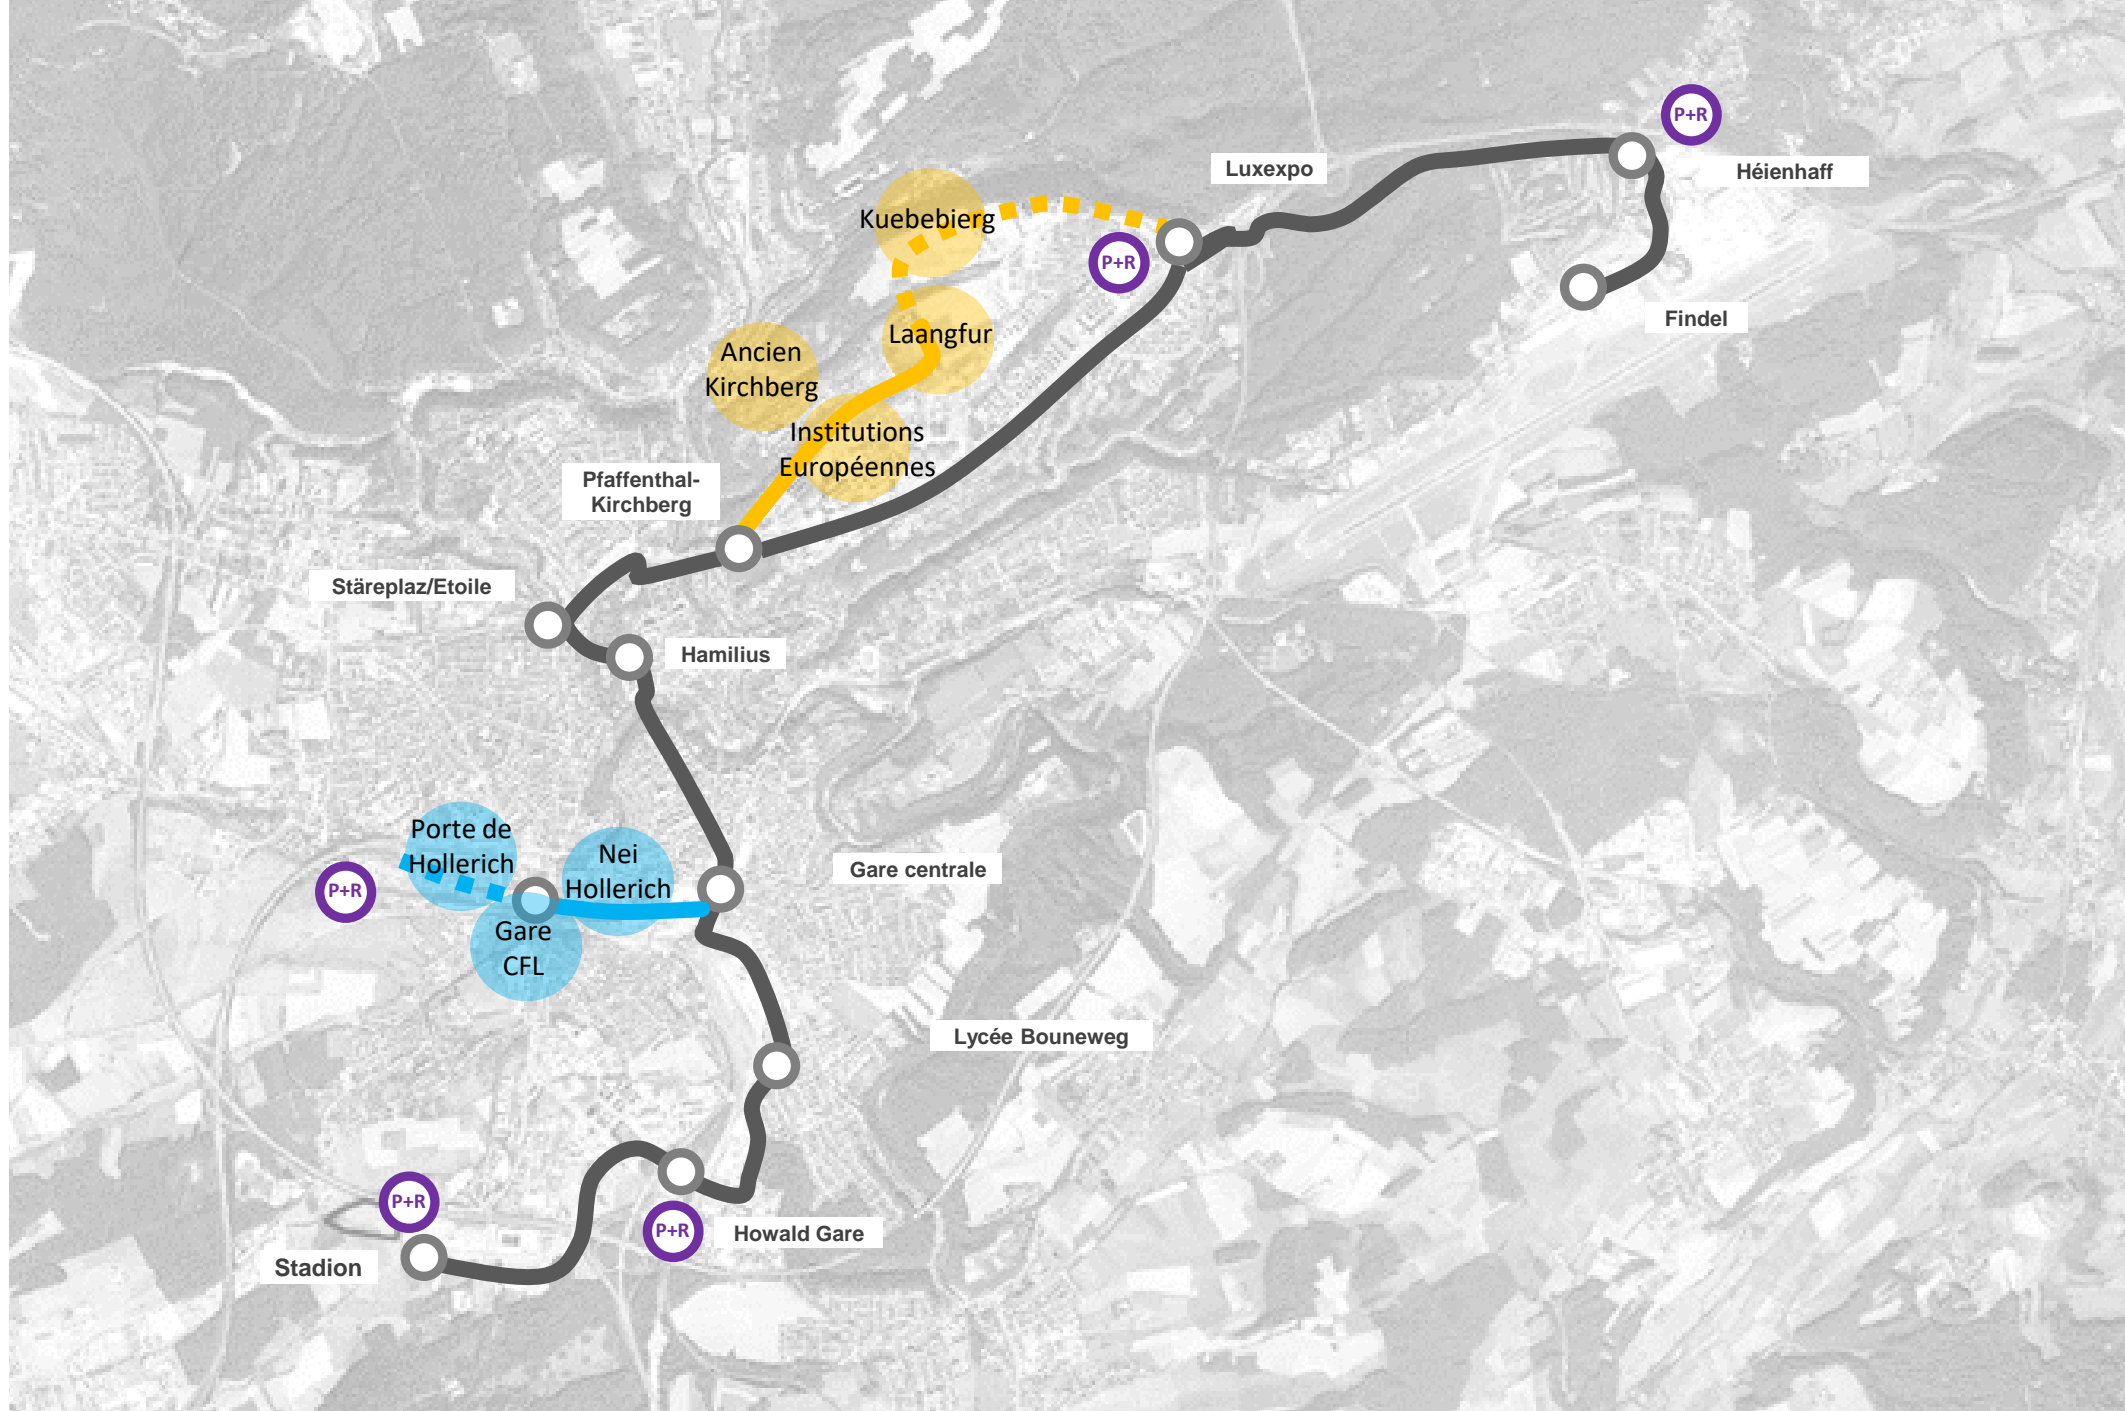 P+R
Luxexpo
Héienhaff
Kuebebierg
P+R
Findel
Laangfur
Ancien
Kirchberg
Institutions
Européennes
Pfaffenthal-
Kirchberg
Stäreplaz/Etoile
Hamilius
Porte de
Hollerich
Nei
Hollerich
Gare centrale
P+R
Gare
CFL
Lycée Bouneweg
P+R
P+R
Howald Gare
Stadion